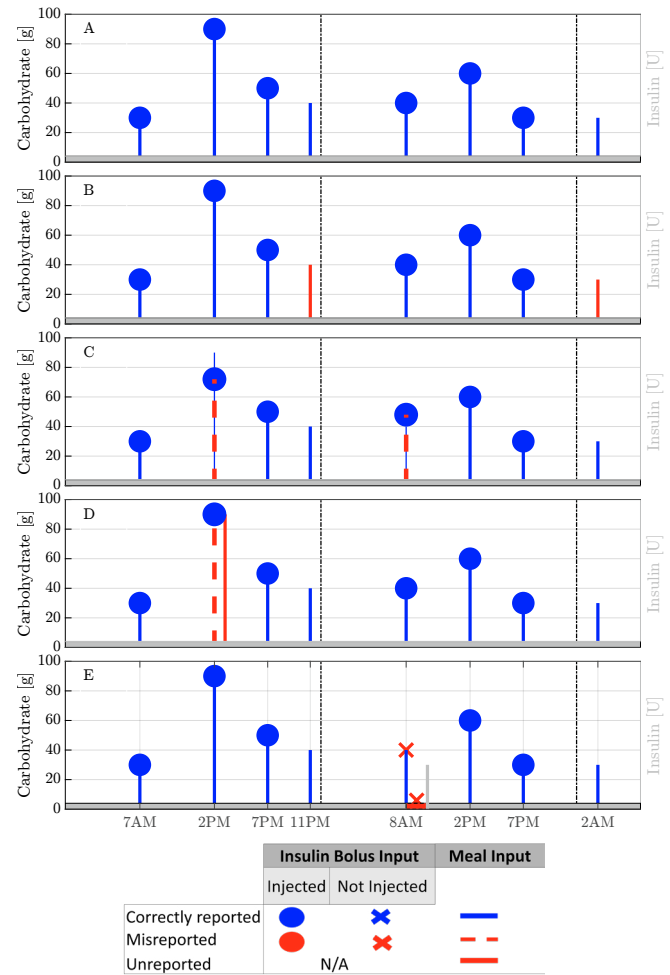 100
80
60
40
20
0
Carbohydrate [g]
A
Insulin [U]
100
80
60
40
20
0
Carbohydrate [g]
B
Insulin [U]
100
80
60
40
20
0
Carbohydrate [g]
C
Insulin [U]
100
80
60
40
20
0
Carbohydrate [g]
D
Insulin [U]
100
80
60
40
20
0
Carbohydrate [g]
E
Insulin [U]
7AM 2PM 7PM 11PM 8AM 2PM 7PM 2AM
Insulin Bolus Input Meal Input
Injected Not Injected
Correctly reported
Misreported
Unreported N/A